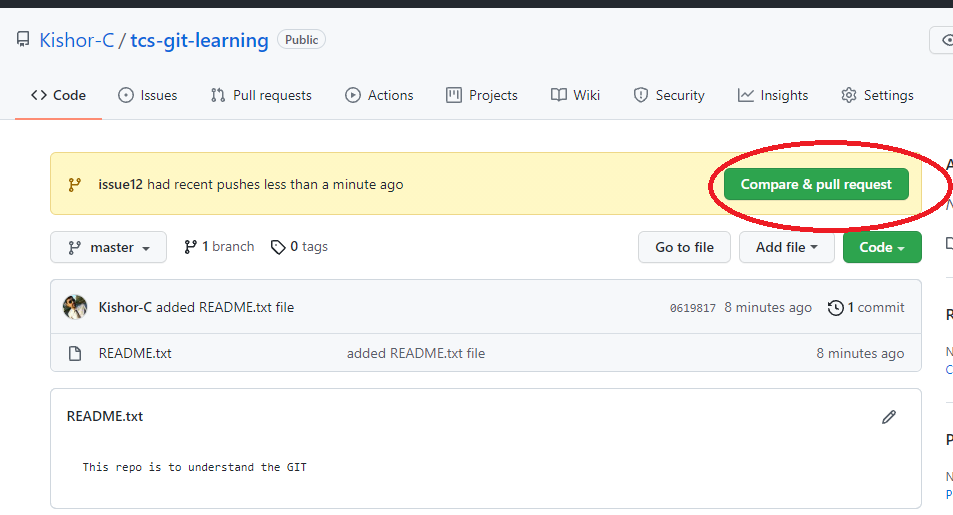 Kishor-C / tcs-git-learning Public
Code Issues Pull requests Actions Projects Wiki Security Insights Settings
issue12 had recent pushes less than a minute ago Compare & pull request
master 1 branch 0 tags Go to file Add file Code
Kishor-C added README.txt file 0619817 8 minutes ago 1 commit
README.txt added README.txt file 8 minutes ago
README.txt
This repo is to understand the GIT